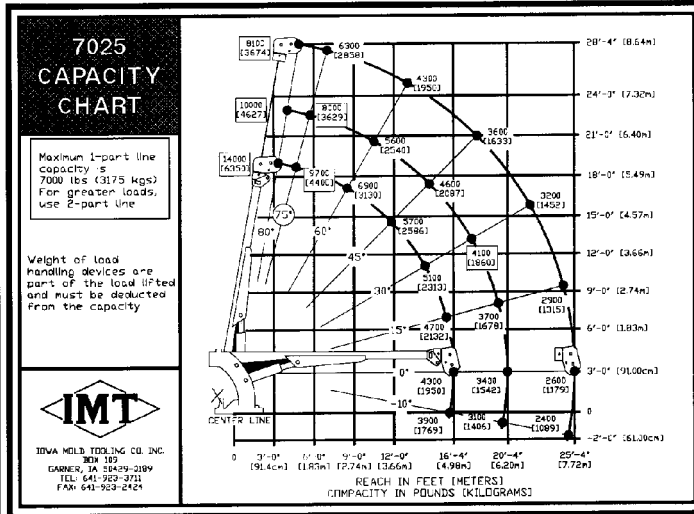 7025
CAPACITY
CHART
Maximum 1-part line
capacity is
7000 lbs (3175 kgs)
For greater loads,
use 2-part line
Weight of load
handling devices are
part of the load lifted
and must be deducted
from the capacity
IMT
IOWA MOLD TOOLING CO. INC.
BOX 189
GARNER, IA 50429-0189
TEL: 641-923-3711
FAX: 641-923-2424
8100
[3674]
6300
[2858]
4300
[1950]
3600
[1633]
3200
[1452]
2900
[1315]
2600
[1179]
2400
[1089]
10000
[4627]
8000
[3629]
5600
[2540]
4600
[2087]
4100
[1860]
3700
[1678]
3400
[1542]
3100
[1406]
14000
[6350]
9700
[4400]
6900
[3130]
5700
[2586]
5100
[2313]
4700
[2132]
4300
[1950]
3900
[1769]
80°
75°
60°
45°
30°
15°
0°
-10°
CENTER LINE
28'-4" [8.64m]
24'-0" [7.32m]
21'-0" [6.40m]
18'-0" [5.49m]
15'-0" [4.57m]
12'-0" [3.66m]
9'-0" [2.74m]
6'-0" [1.83m]
3'-0" [91.00cm]
0
-2'-0" [61.00cm]
0 3'-0" 6'-0" 9'-0" 12'-0" 16'-4" 20'-4" 25'-4"
[91.4cm] [1.83m] [2.74m] [3.66m] [4.98m] [6.20m] [7.72m]
REACH IN FEET [METERS]
COMPACITY IN POUNDS [KILOGRAMS]